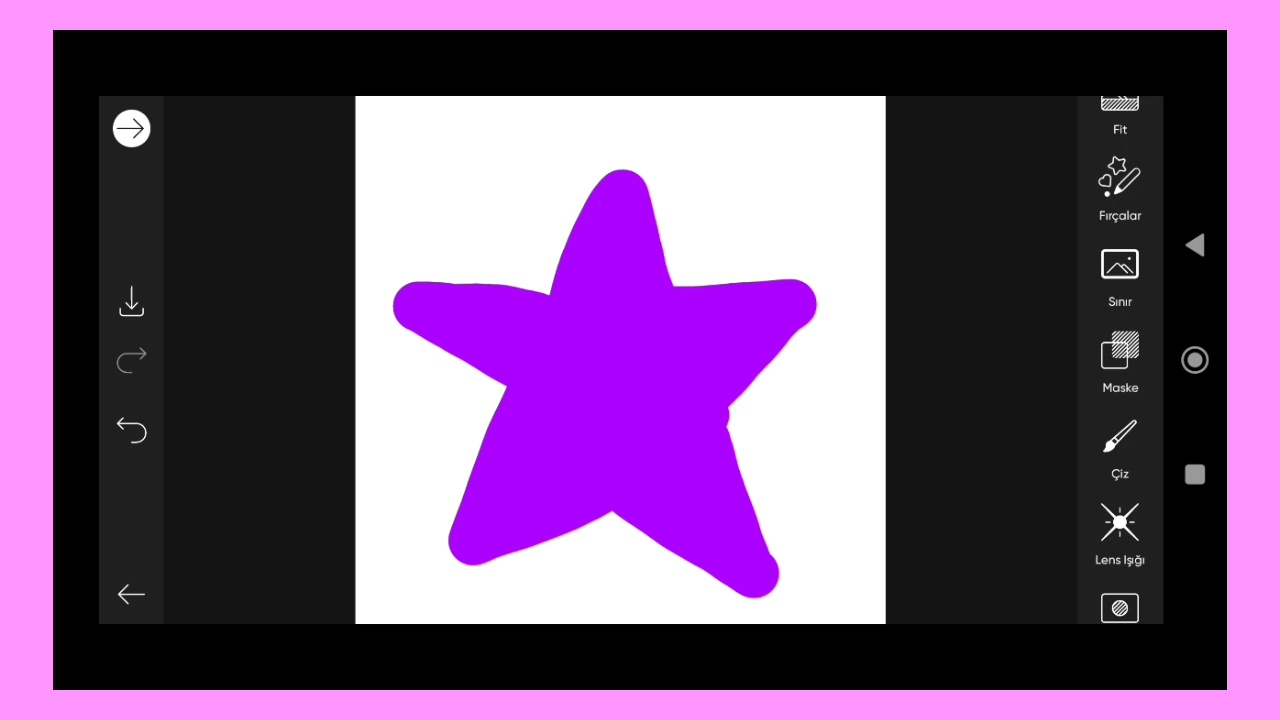 Fit
Fırçalar
Sınır
Maske
Çiz
Lens Işığı